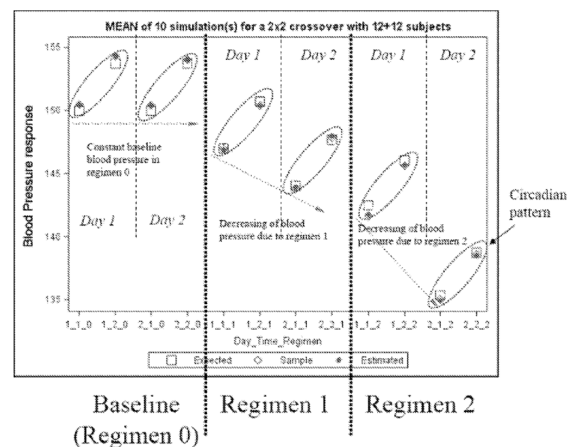 MEAN of 10 simulation(s) for a 2x2 crossover with 12+12 subjects
Blood Pressure response
155
150
145
140
135
Day 1
Day 2
Day 1
Day 2
Constant baseline
blood pressure in
regimen 0
Day 1
Day 2
Decreasing of blood
pressure due to regimen 1
Decreasing of blood
pressure due to regimen 2
Circadian
pattern
1_1_0
1_2_0
2_1_0
2_2_0
1_1_1
1_2_1
2_1_1
2_2_1
1_1_2
1_2_2
2_1_2
2_2_2
Day_Time_Regimen
Expected
Sample
Estimated
Baseline
(Regimen 0)
Regimen 1
Regimen 2